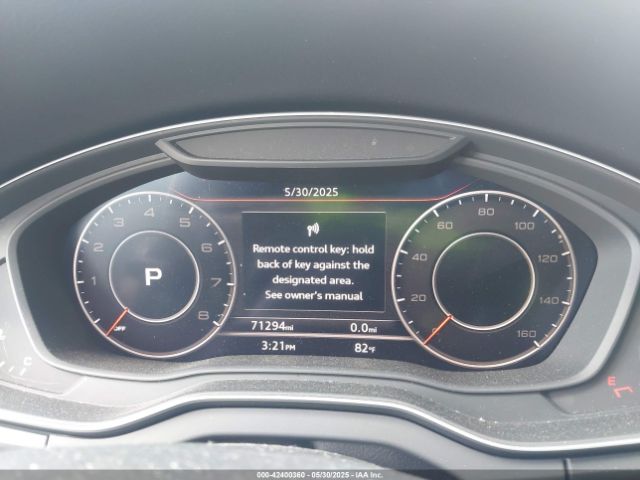 5/30/2025
Remote control key: hold
back of key against the
designated area.
See owner's manual
1 2 3 4 5 6 7 8
P
OFF
0 20 40 60 80 100 120 140 160
71294mi 0.0mi
3:21PM 82°F
C
E
000-42400360 - 05/30/2025 - IAA Inc.